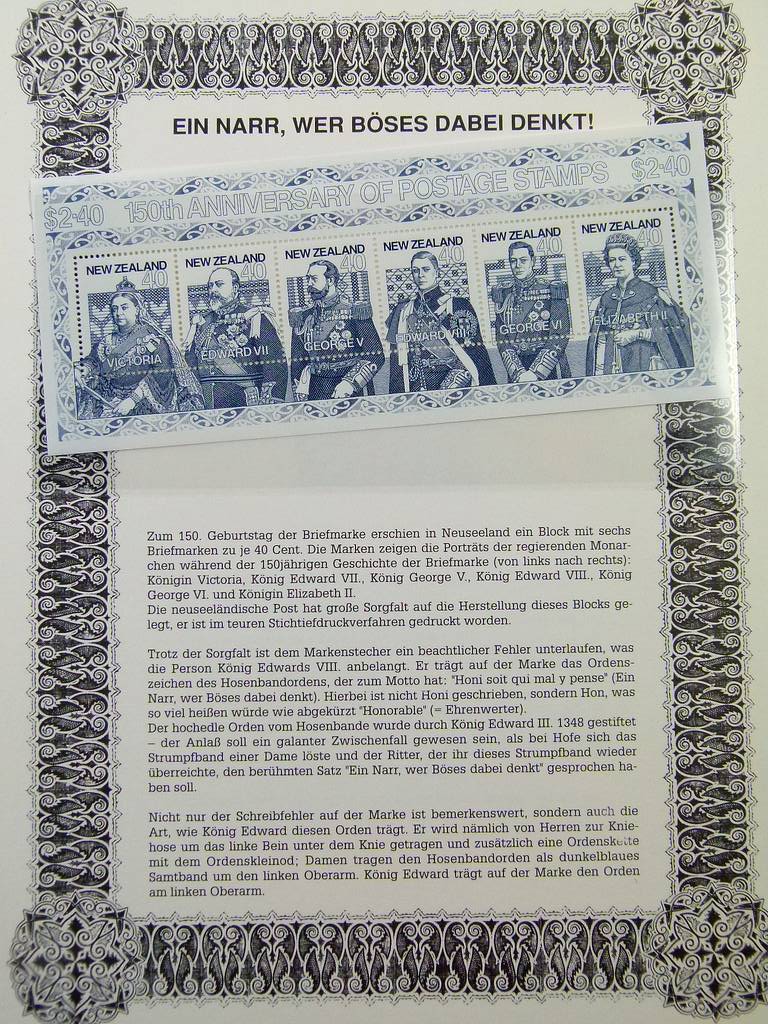 EIN NARR, WER BÖSES DABEI DENKT!
$2·40 150th ANNIVERSARY OF POSTAGE STAMPS $2·40
NEW ZEALAND 40 VICTORIA
NEW ZEALAND 40 EDWARD VII
NEW ZEALAND 40 GEORGE V
NEW ZEALAND 40 EDWARD VIII
NEW ZEALAND 40 GEORGE VI
NEW ZEALAND 40 ELIZABETH II
Zum 150. Geburtstag der Briefmarke erschien in Neuseeland ein Block mit sechs
Briefmarken zu je 40 Cent. Die Marken zeigen die Porträts der regierenden Monar-
chen während der 150jährigen Geschichte der Briefmarke (von links nach rechts):
Königin Victoria, König Edward VII., König George V., König Edward VIII., König
George VI. und Königin Elizabeth II.
Die neuseeländische Post hat große Sorgfalt auf die Herstellung dieses Blocks ge-
legt, er ist im teuren Stichtiefdruckverfahren gedruckt worden.
Trotz der Sorgfalt ist dem Markenstecher ein beachtlicher Fehler unterlaufen, was
die Person König Edwards VIII. anbelangt. Er trägt auf der Marke das Ordens-
zeichen des Hosenbandordens, der zum Motto hat: "Honi soit qui mal y pense" (Ein
Narr, wer Böses dabei denkt). Hierbei ist nicht Honi geschrieben, sondern Hon, was
so viel heißen würde wie abgekürzt "Honorable" (= Ehrenwerter).
Der hochedle Orden vom Hosenbande wurde durch König Edward III. 1348 gestiftet
– der Anlaß soll ein galanter Zwischenfall gewesen sein, als bei Hofe sich das
Strumpfband einer Dame löste und der Ritter, der ihr dieses Strumpfband wieder
überreichte, den berühmten Satz "Ein Narr, wer Böses dabei denkt" gesprochen ha-
ben soll.
Nicht nur der Schreibfehler auf der Marke ist bemerkenswert, sondern auch die
Art, wie König Edward diesen Orden trägt. Er wird nämlich von Herren zur Knie-
hose um das linke Bein unter dem Knie getragen und zusätzlich eine Ordenskette
mit dem Ordenskleinod; Damen tragen den Hosenbandorden als dunkelblaues
Samtband um den linken Oberarm. König Edward trägt auf der Marke den Orden
am linken Oberarm.